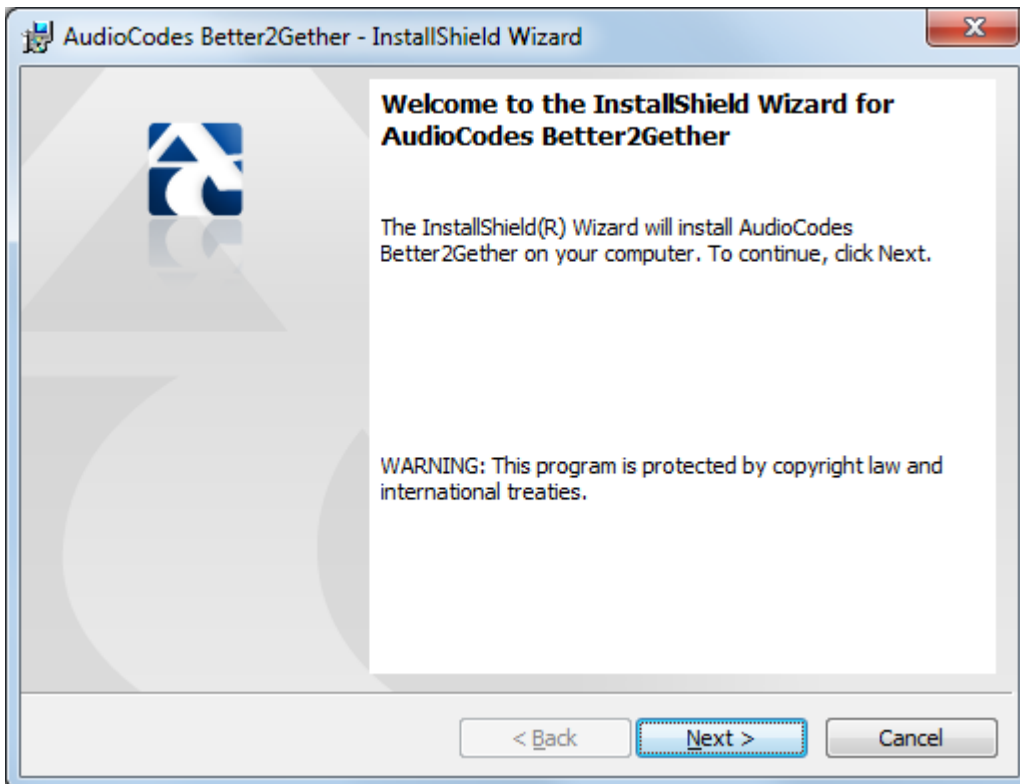 AudioCodes Better2Gether - InstallShield Wizard
Welcome to the InstallShield Wizard for
AudioCodes Better2Gether
The InstallShield(R) Wizard will install AudioCodes
Better2Gether on your computer. To continue, click Next.
WARNING: This program is protected by copyright law and
international treaties.
< Back Next > Cancel